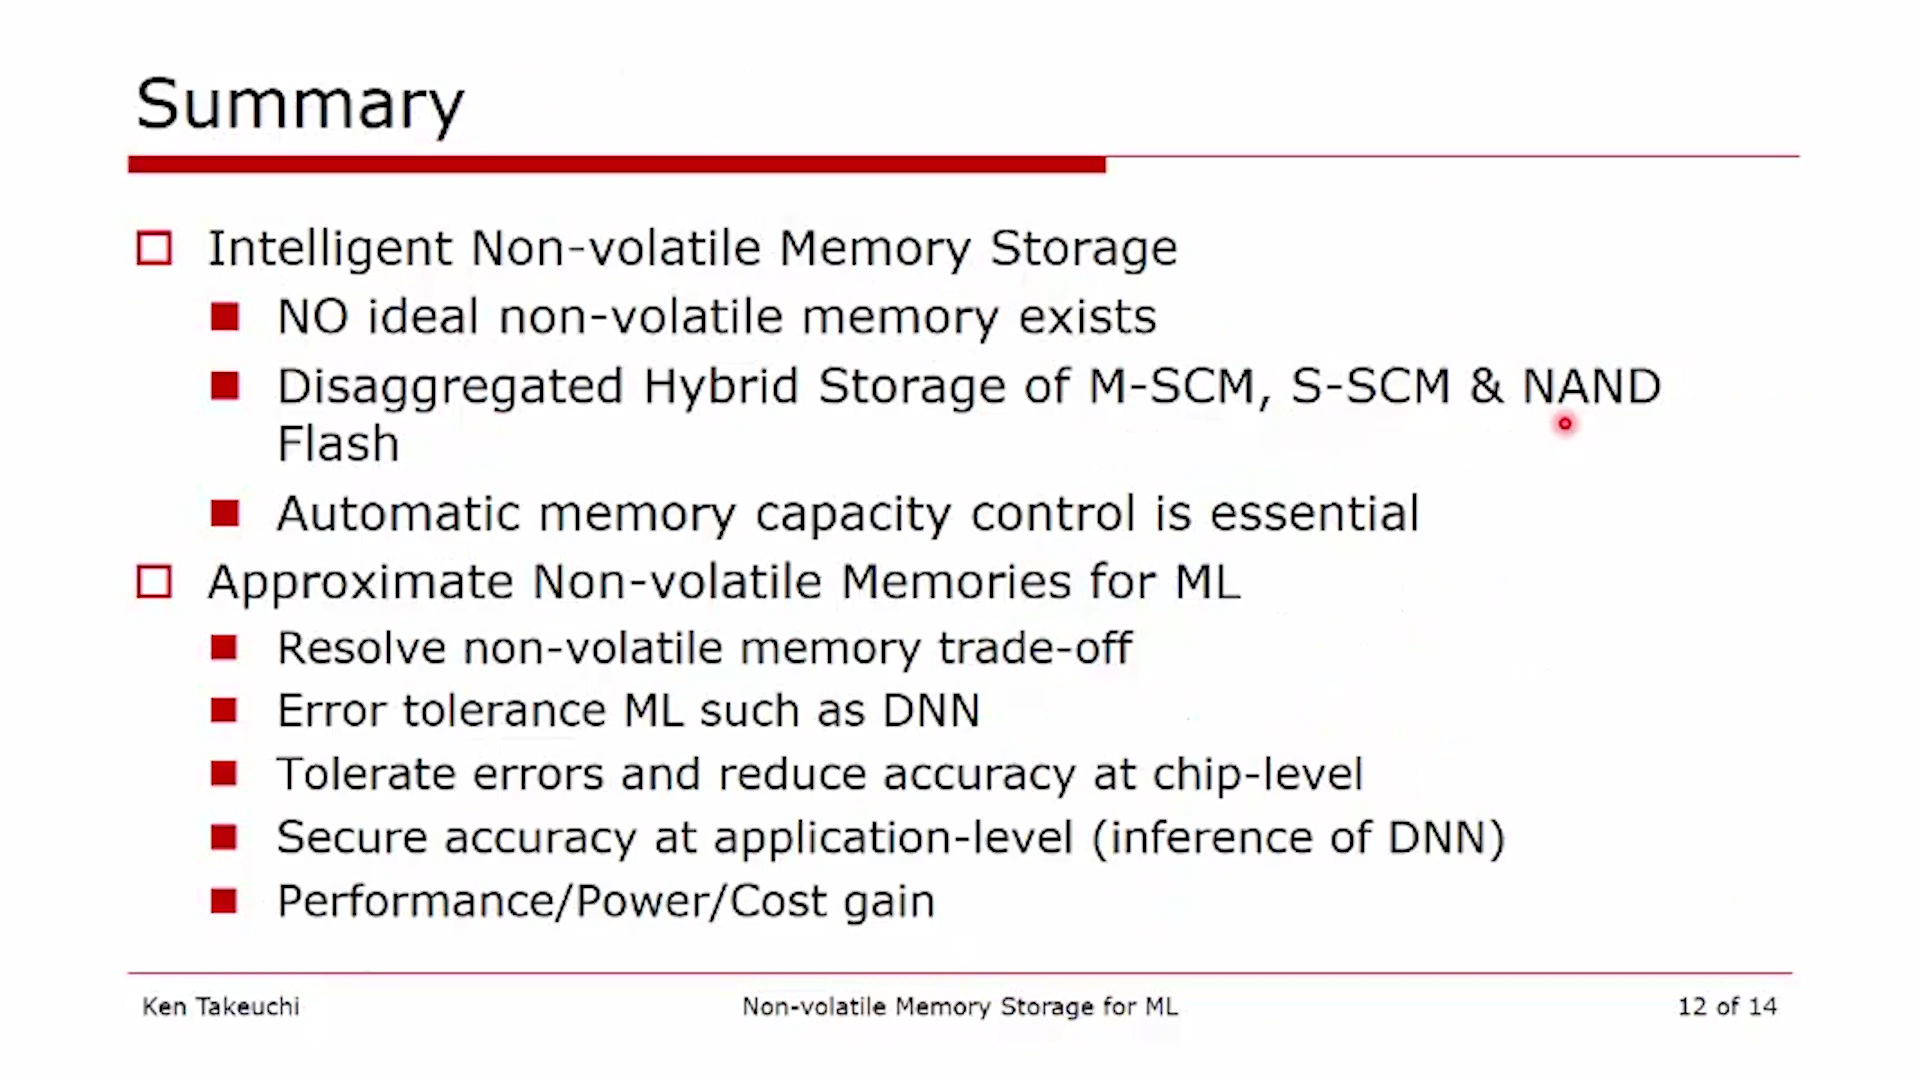 Summary
Intelligent Non-volatile Memory Storage
NO ideal non-volatile memory exists
Disaggregated Hybrid Storage of M-SCM, S-SCM & NAND
Flash
Automatic memory capacity control is essential
Approximate Non-volatile Memories for ML
Resolve non-volatile memory trade-off
Error tolerance ML such as DNN
Tolerate errors and reduce accuracy at chip-level
Secure accuracy at application-level (inference of DNN)
Performance/Power/Cost gain
Ken Takeuchi
Non-volatile Memory Storage for ML
12 of 14